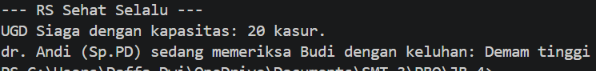 --- RS Sehat Selalu ---
UGD Siaga dengan kapasitas: 20 kasur.
dr. Andi (Sp.PD) sedang memeriksa Budi dengan keluhan: Demam tinggi